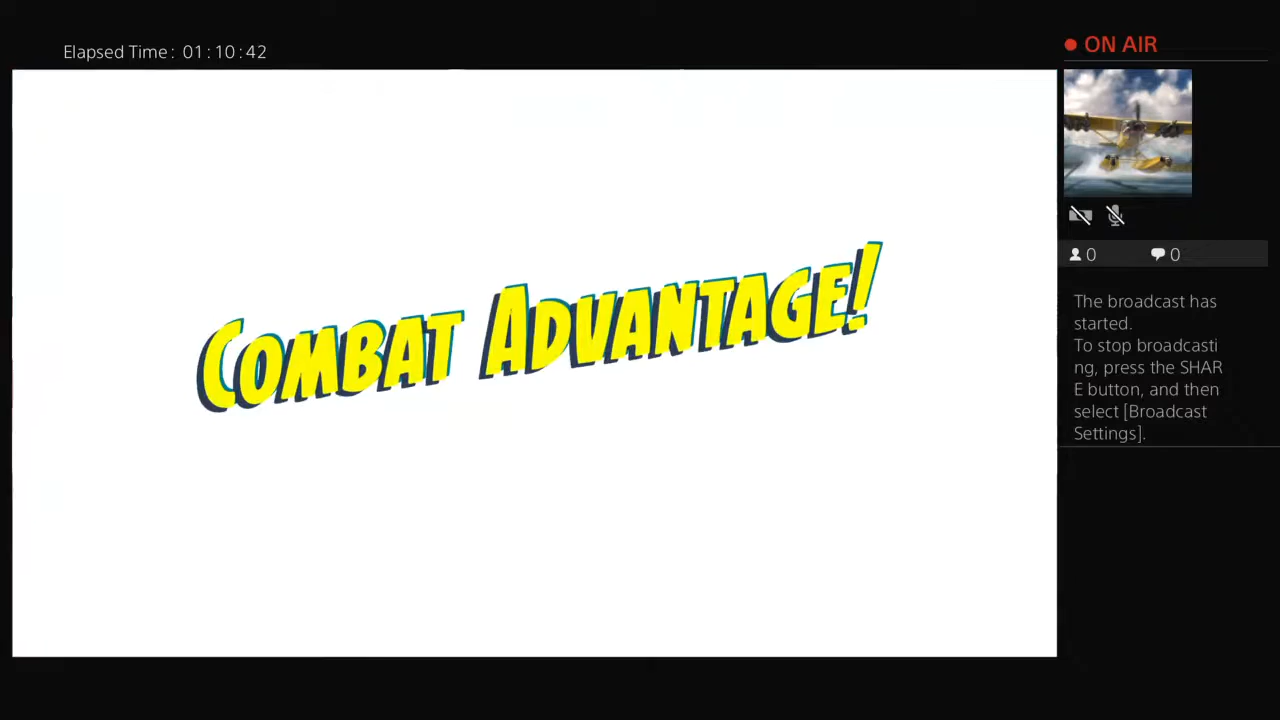 Elapsed Time: 01:10:42
ON AIR
Combat Advantage!
0 0
The broadcast has
started.
To stop broadcasti
ng, press the SHAR
E button, and then
select [Broadcast
Settings].